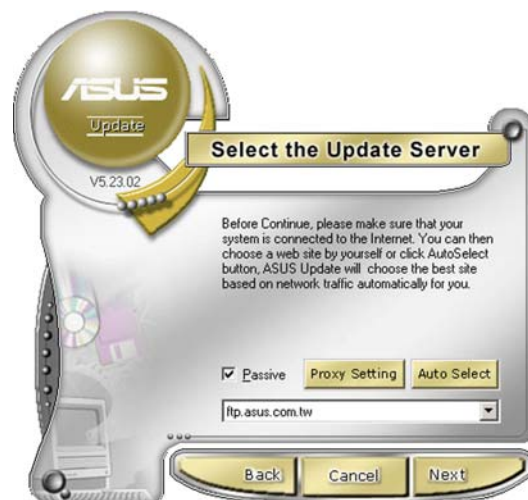 ASUS
Update
V5.23.02
Select the Update Server
Before Continue, please make sure that your
system is connected to the Internet. You can then
choose a web site by yourself or click AutoSelect
button, ASUS Update will choose the best site
based on network traffic automatically for you.
Passive
Proxy Setting
Auto Select
ftp.asus.com.tw
Back
Cancel
Next